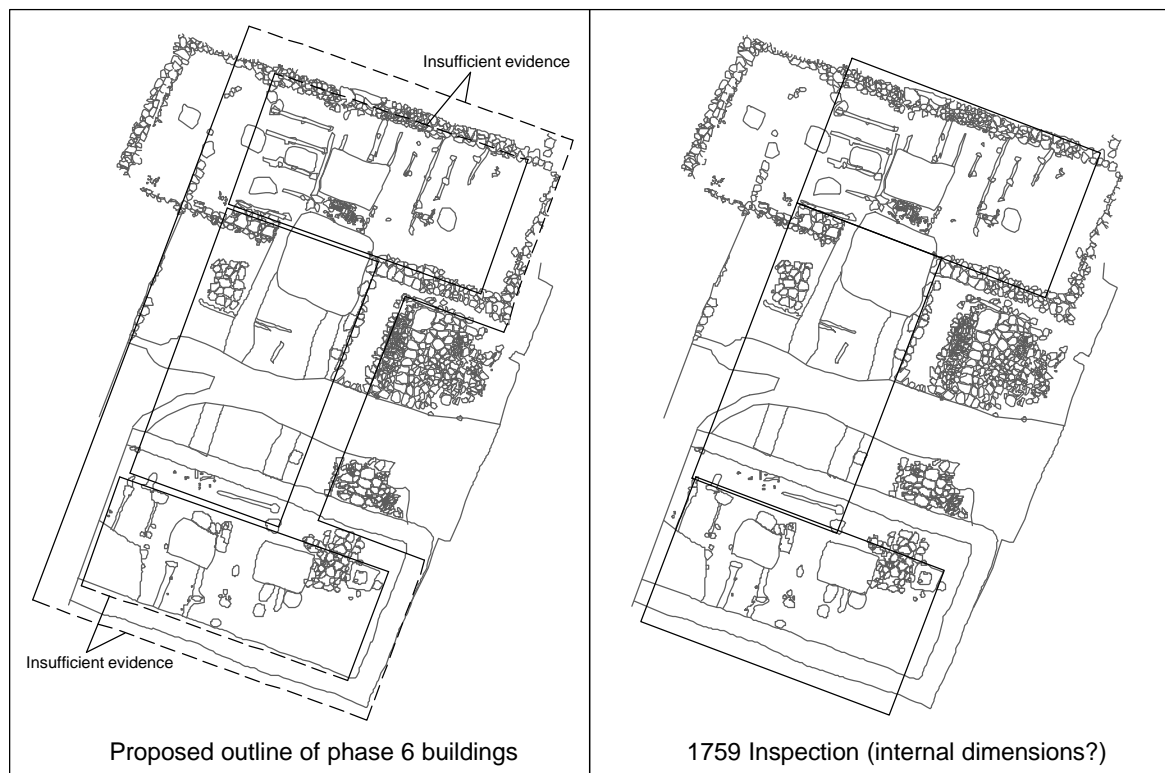 Insufficient evidence
Insufficient evidence
Proposed outline of phase 6 buildings
1759 Inspection (internal dimensions?)